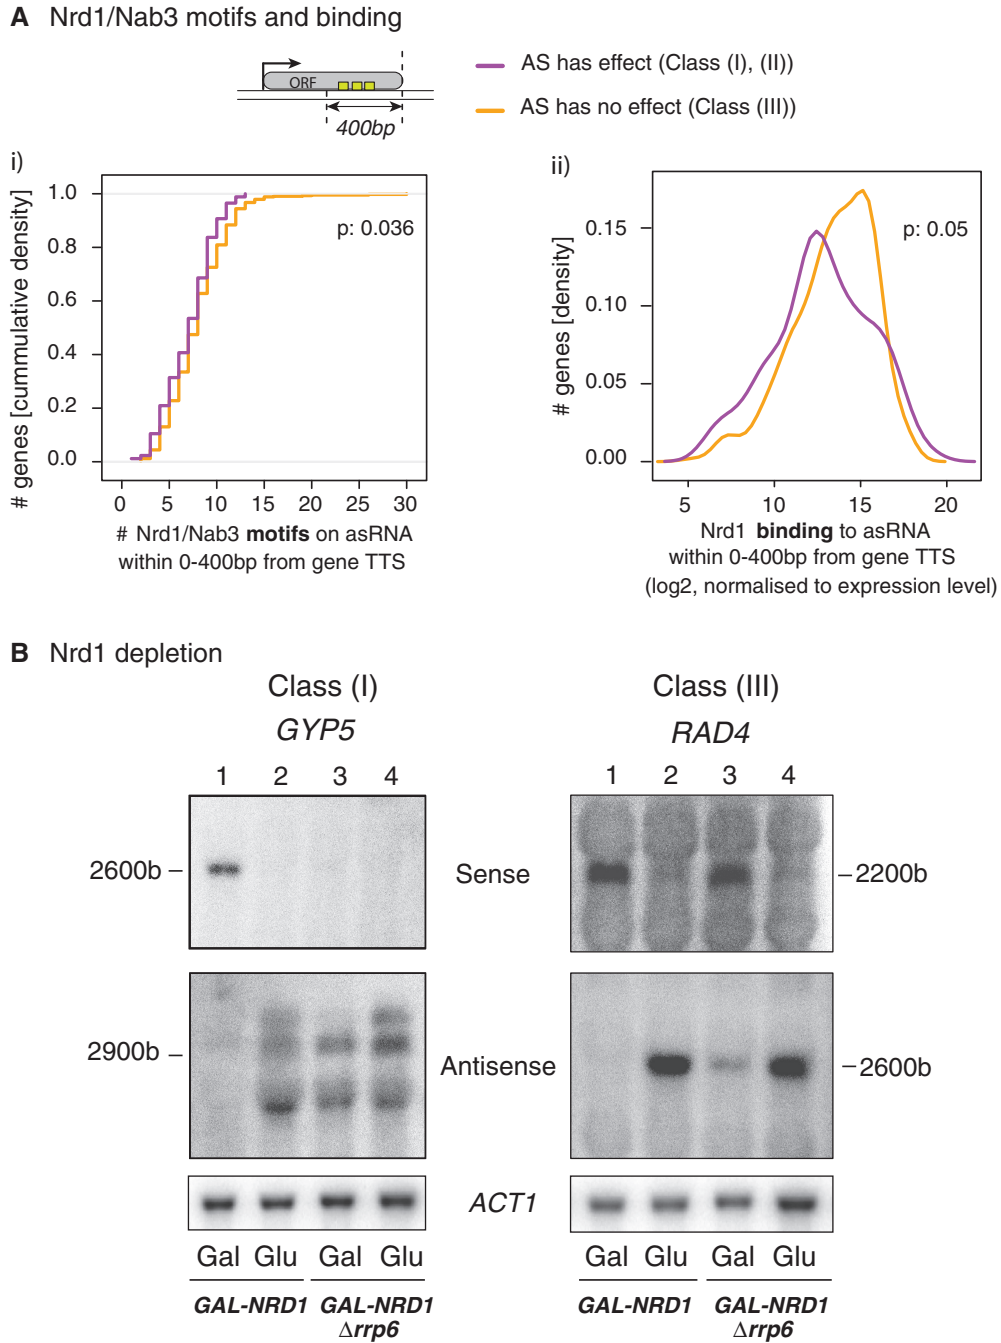 A Nrd1/Nab3 motifs and binding
ORF
400bp
AS has effect (Class (I), (II))
AS has no effect (Class (III))
i)
# genes [cummulative density]
1.0
0.8
0.6
0.4
0.2
0.0
p: 0.036
0 5 10 15 20 25 30
# Nrd1/Nab3 motifs on asRNA
within 0-400bp from gene TTS
ii)
# genes [density]
0.15
0.10
0.05
0.00
p: 0.05
5 10 15 20
Nrd1 binding to asRNA
within 0-400bp from gene TTS
(log2, normalised to expression level)
B Nrd1 depletion
Class (I)
GYP5
1 2 3 4
Class (III)
RAD4
1 2 3 4
2600b
Sense
2200b
2900b
Antisense
2600b
ACT1
Gal Glu Gal Glu
GAL-NRD1 GAL-NRD1
Δrrp6
Gal Glu Gal Glu
GAL-NRD1 GAL-NRD1
Δrrp6